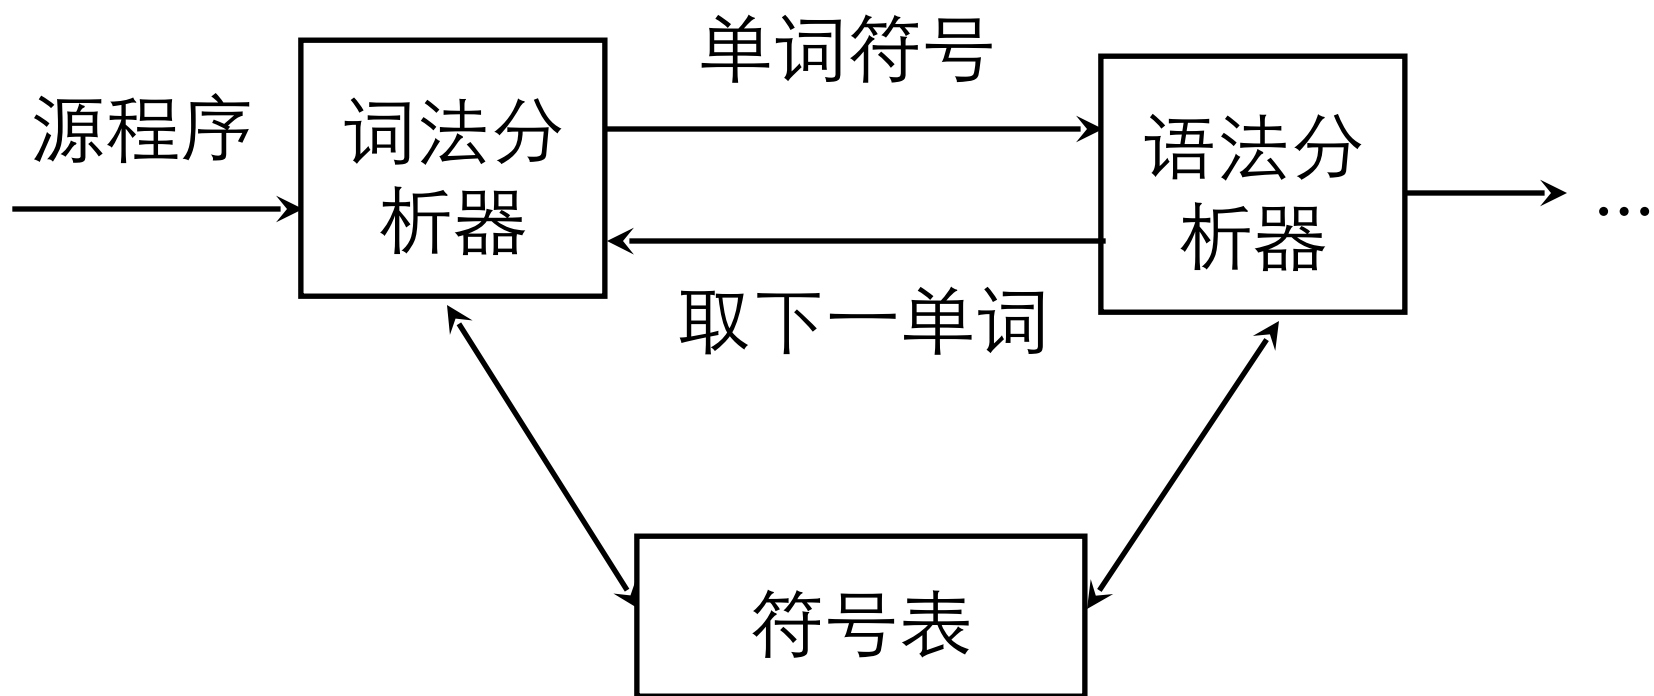 单词符号
源程序
词法分
析器
语法分
析器
...
取下一单词
符号表